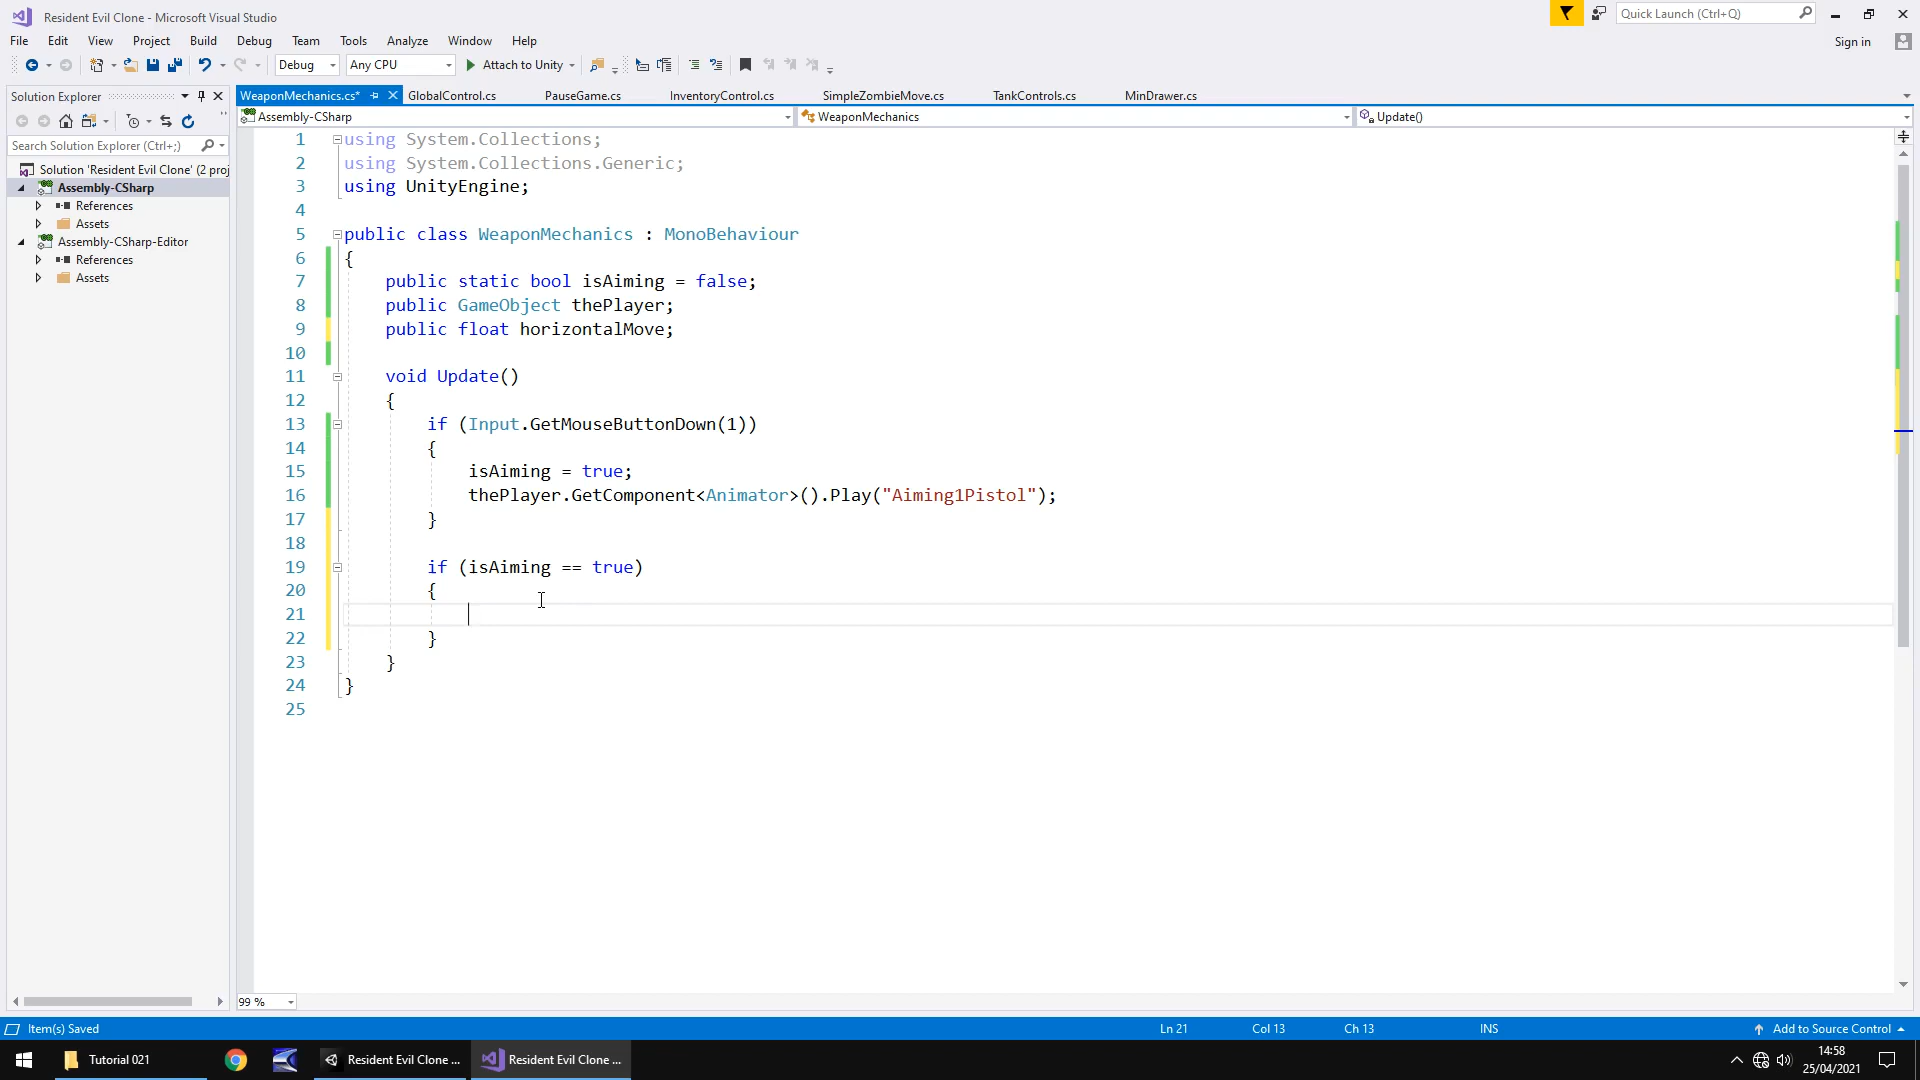 Resident Evil Clone - Microsoft Visual Studio
Quick Launch (Ctrl+Q)
File Edit View Project Build Debug Team Tools Analyze Window Help
Sign in
Debug Any CPU Attach to Unity
Solution Explorer
WeaponMechanics.cs* GlobalControl.cs PauseGame.cs InventoryControl.cs SimpleZombieMove.cs TankControls.cs MinDrawer.cs
Assembly-CSharp WeaponMechanics Update()
Search Solution Explorer (Ctrl+;)
Solution 'Resident Evil Clone' (2 proj
Assembly-CSharp
References
Assets
Assembly-CSharp-Editor
References
Assets
1 using System.Collections;
2 using System.Collections.Generic;
3 using UnityEngine;
4
5 public class WeaponMechanics : MonoBehaviour
6 {
7 public static bool isAiming = false;
8 public GameObject thePlayer;
9 public float horizontalMove;
10
11 void Update()
12 {
13 if (Input.GetMouseButtonDown(1))
14 {
15 isAiming = true;
16 thePlayer.GetComponent<Animator>().Play("Aiming1Pistol");
17 }
18
19 if (isAiming == true)
20 {
21
22 }
23 }
24 }
25
99 %
Item(s) Saved Ln 21 Col 13 Ch 13 INS Add to Source Control
Tutorial 021 Resident Evil Clone ... Resident Evil Clone ...
14:58
25/04/2021